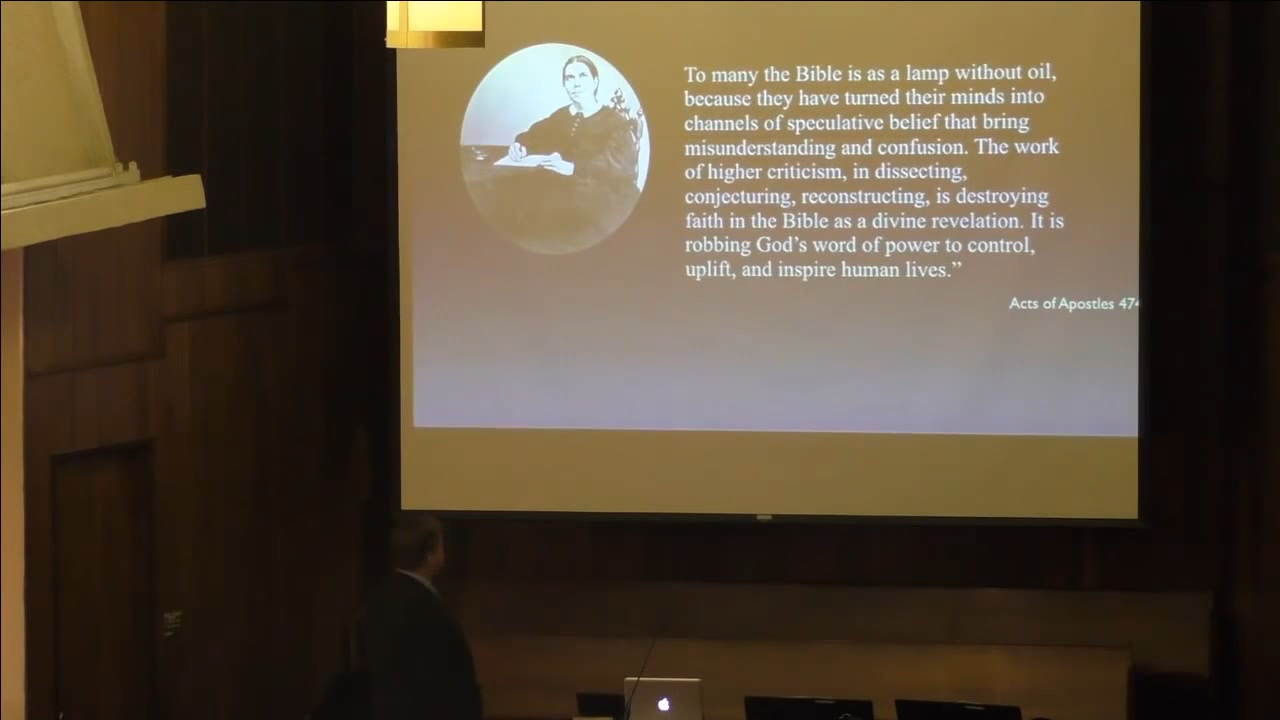 To many the Bible is as a lamp without oil,
because they have turned their minds into
channels of speculative belief that bring
misunderstanding and confusion. The work
of higher criticism, in dissecting,
conjecturing, reconstructing, is destroying
faith in the Bible as a divine revelation. It is
robbing God’s word of power to control,
uplift, and inspire human lives.”
Acts of Apostles 474